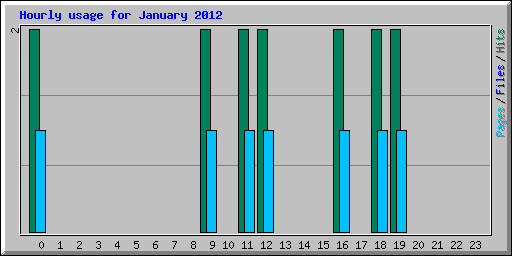 Hourly usage for January 2012
2
Pages/Files/Hits
0 1 2 3 4 5 6 7 8 9 10 11 12 13 14 15 16 17 18 19 20 21 22 23